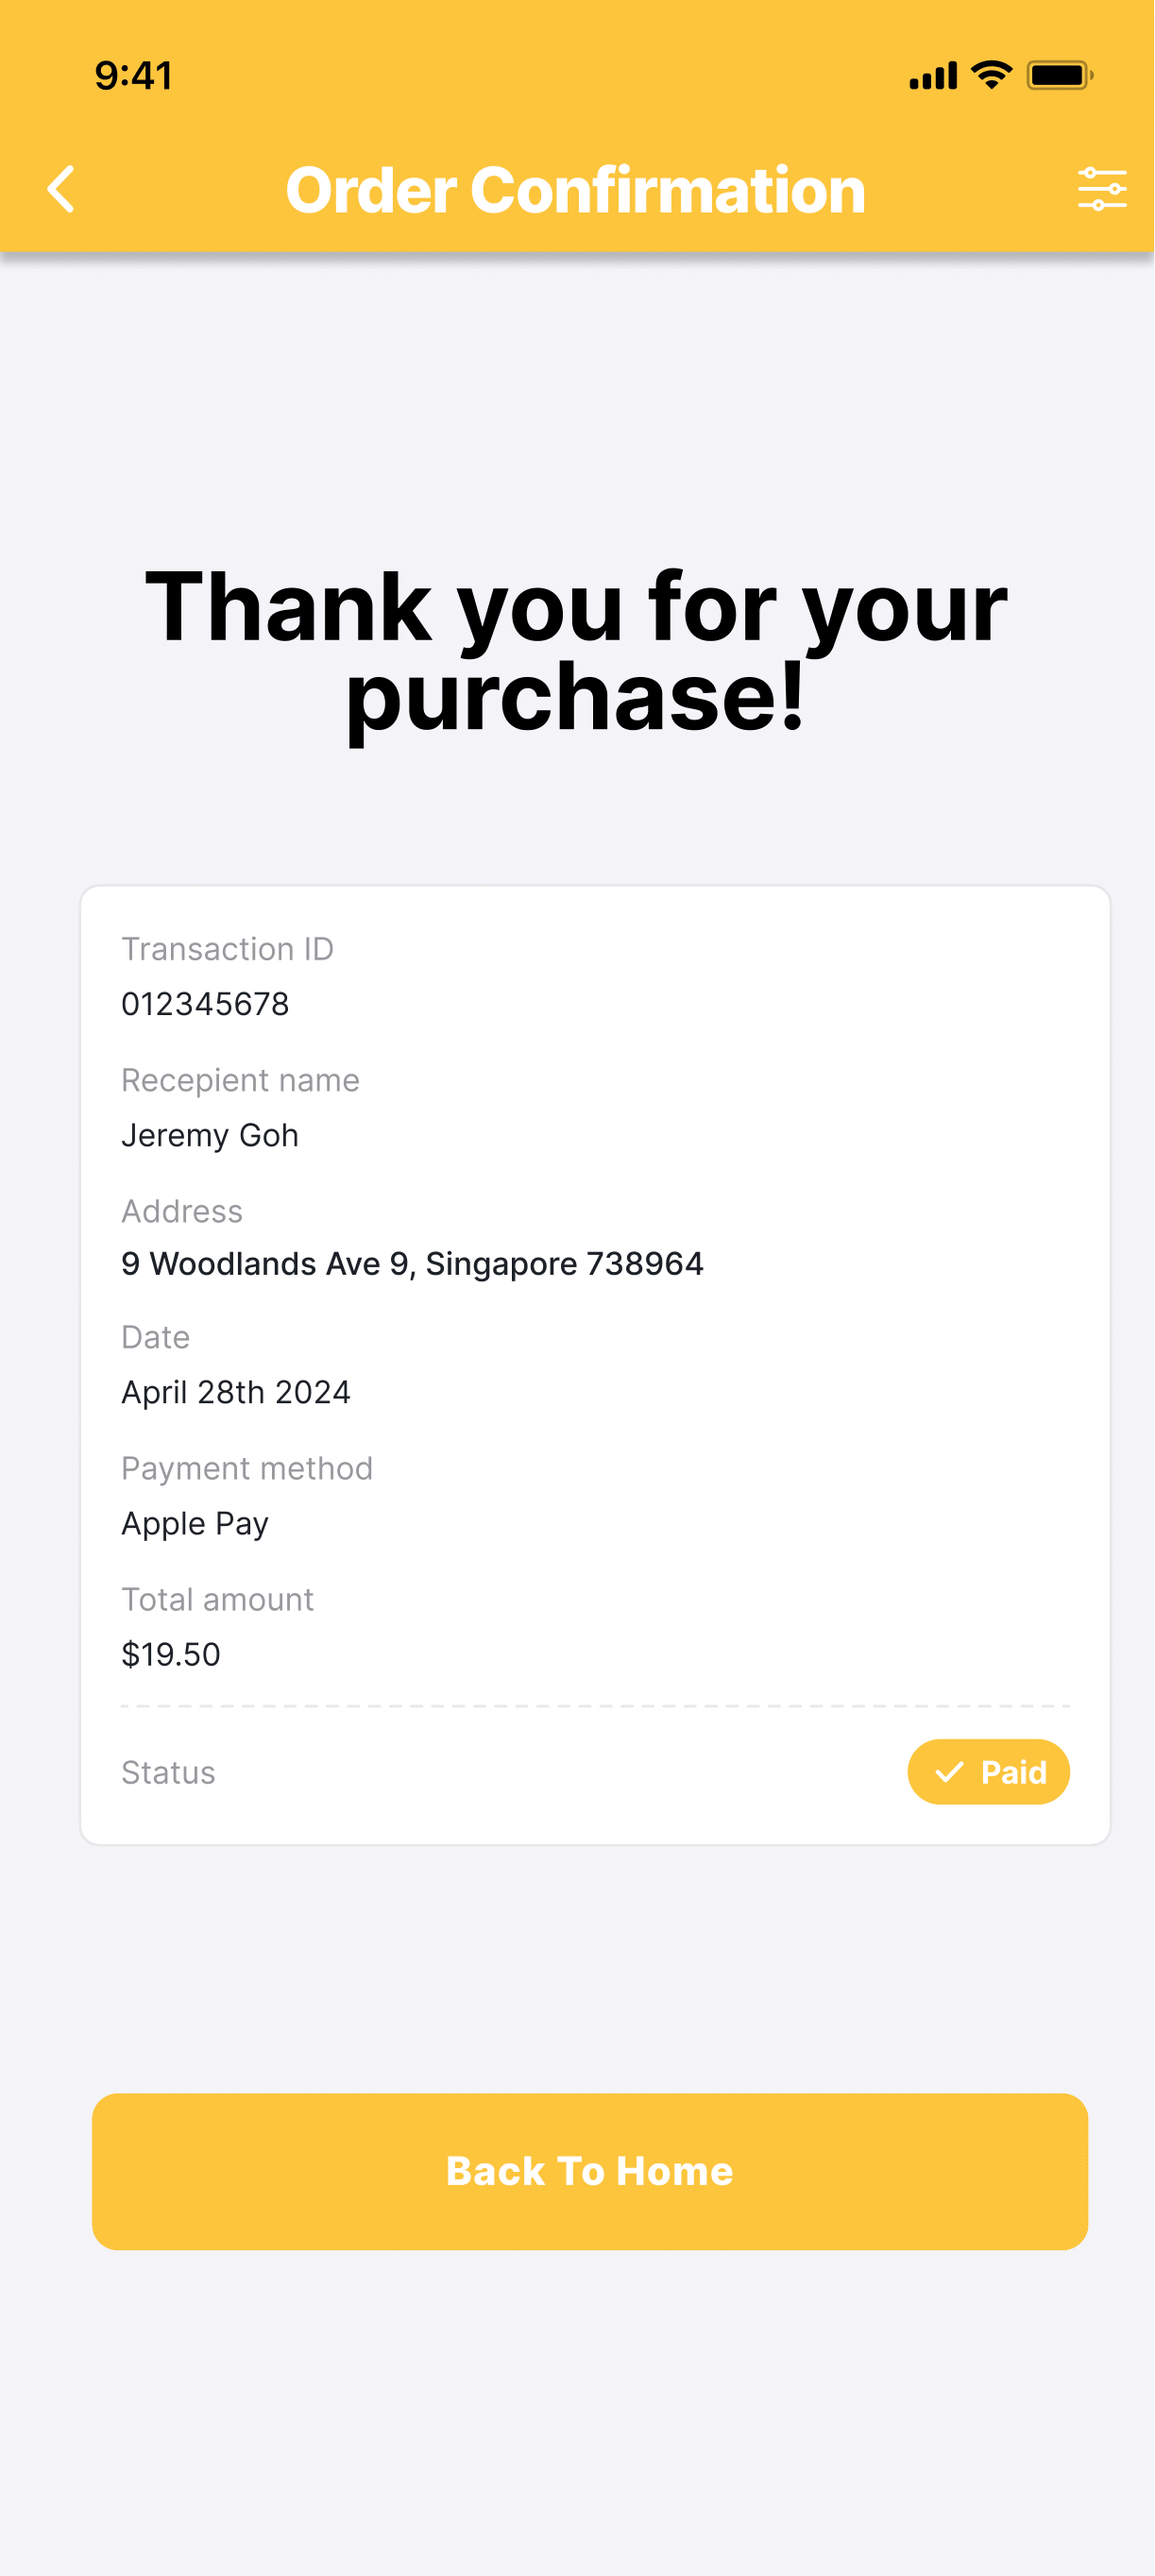 9:41
Order Confirmation
Thank you for your
purchase!
Transaction ID
012345678
Recepient name
Jeremy Goh
Address
9 Woodlands Ave 9, Singapore 738964
Date
April 28th 2024
Payment method
Apple Pay
Total amount
$19.50
Status
Paid
Back To Home